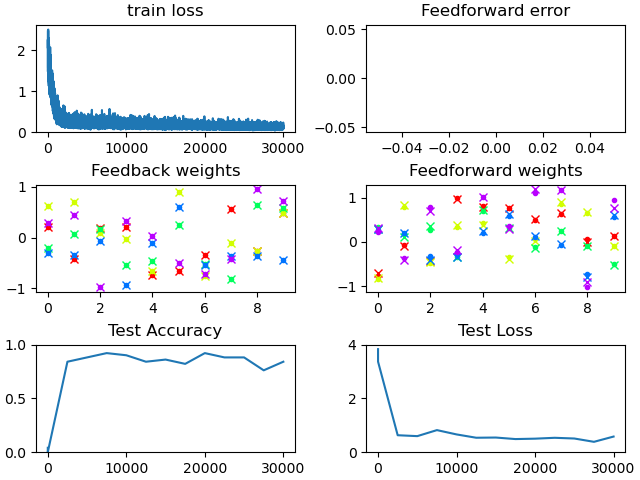 train loss
Feedforward error
2
1
0
0 10000 20000 30000
0.05
0.00
−0.05
−0.04 −0.02 0.00 0.02 0.04
Feedback weights
Feedforward weights
1
0
−1
0 2 4 6 8
1
0
−1
0 2 4 6 8
Test Accuracy
Test Loss
1.0
0.5
0.0
0 10000 20000 30000
4
2
0
0 10000 20000 30000